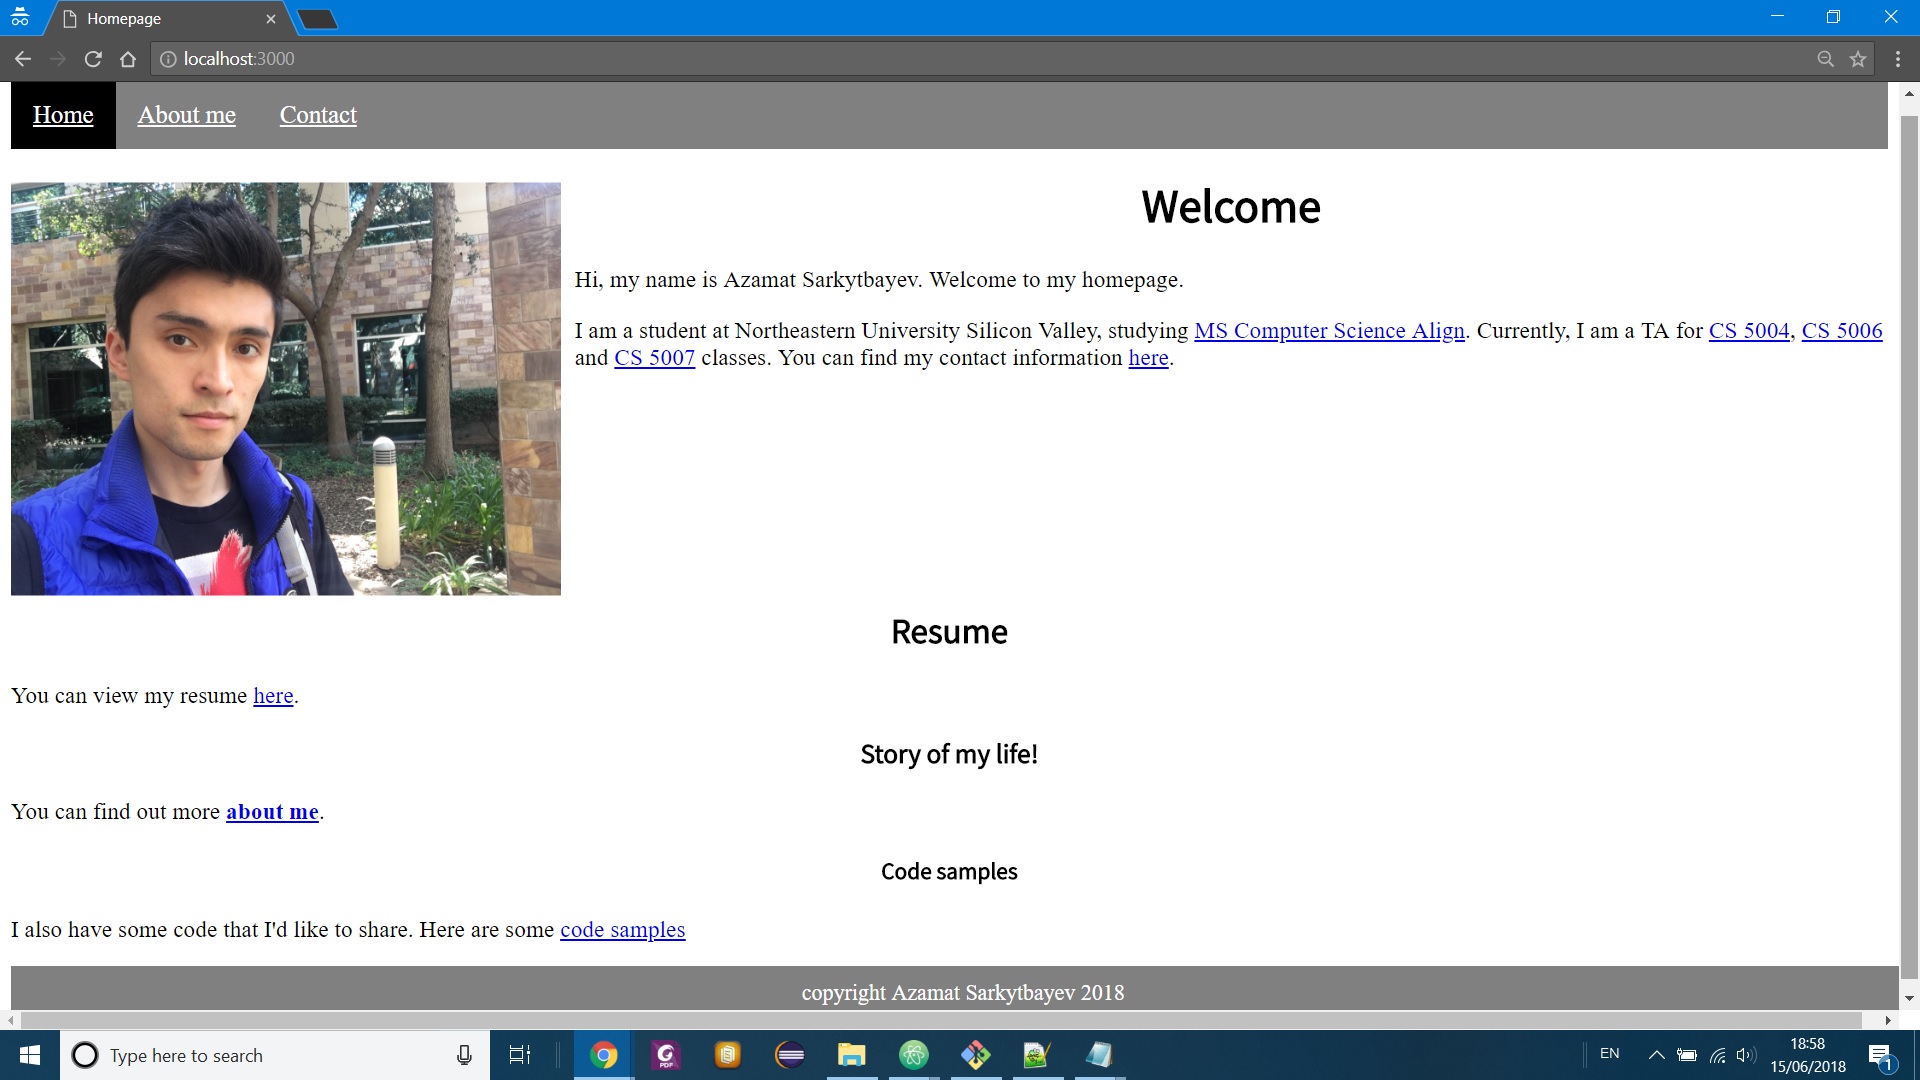 Homepage
localhost:3000
Home About me Contact
Welcome
Hi, my name is Azamat Sarkytbayev. Welcome to my homepage.
I am a student at Northeastern University Silicon Valley, studying MS Computer Science Align. Currently, I am a TA for CS 5004, CS 5006
and CS 5007 classes. You can find my contact information here.
Resume
You can view my resume here.
Story of my life!
You can find out more about me.
Code samples
I also have some code that I'd like to share. Here are some code samples
copyright Azamat Sarkytbayev 2018
Type here to search
PDF
EN
18:58
15/06/2018
1